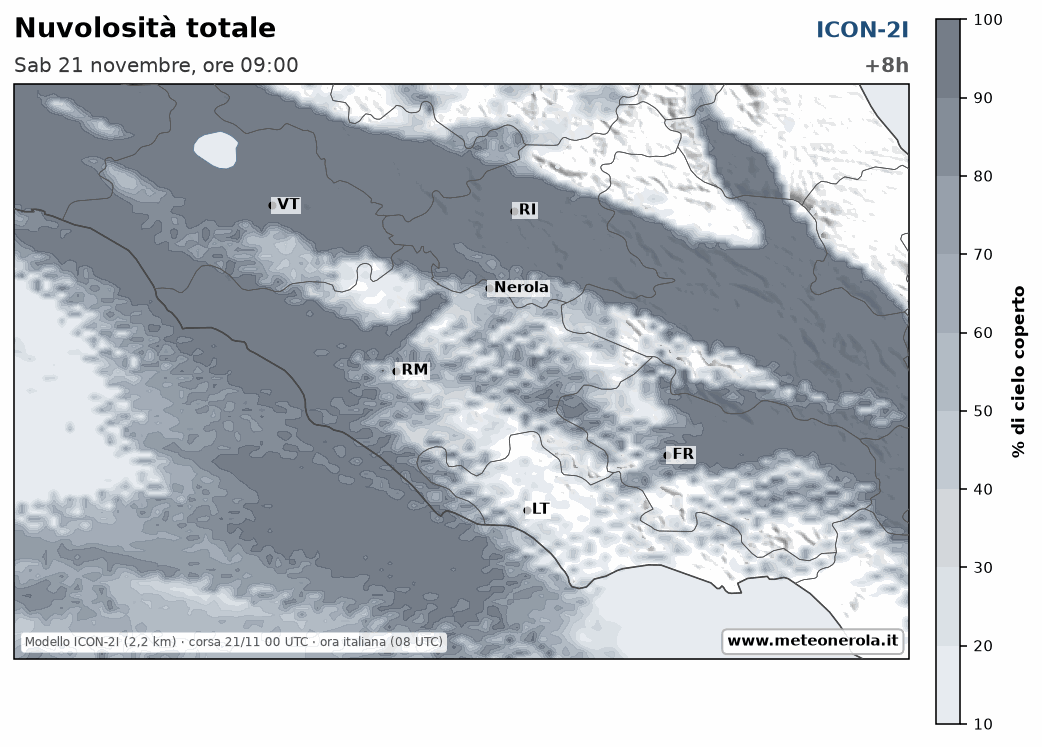 Nuvolosità totale
ICON-2I
Sab 21 novembre, ore 09:00
+8h
VT
RI
Nerola
RM
FR
LT
Modello ICON-2I (2,2 km) · corsa 21/11 00 UTC · ora italiana (08 UTC)
www.meteonerola.it
100
90
80
70
60
50
40
30
20
10
% di cielo coperto